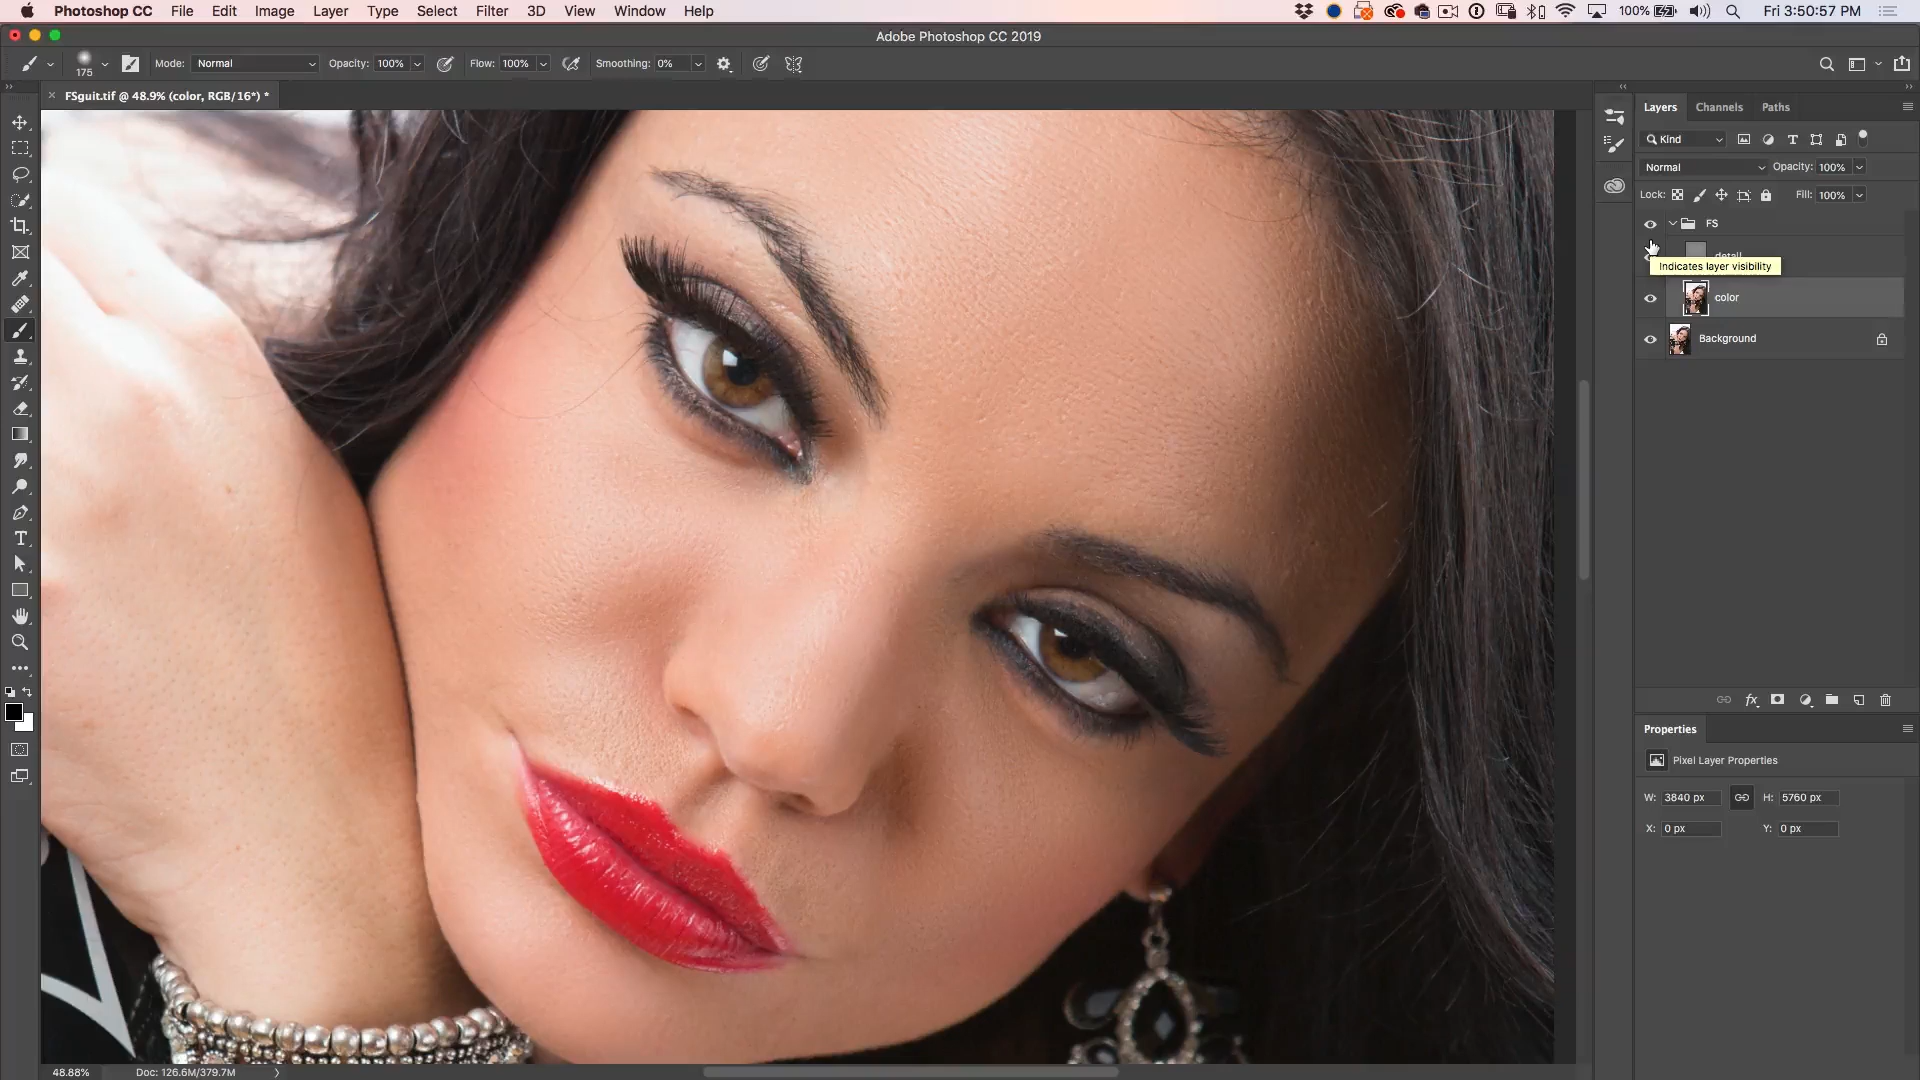 Photoshop CC File Edit Image Layer Type Select Filter 3D View Window Help 100% Fri 3:50:57 PM
Adobe Photoshop CC 2019
175 Mode: Normal Opacity: 100% Flow: 100% Smoothing: 0%
FSguit.tif @ 48.9% (color, RGB/16*) *
Layers Channels Paths
Kind
Normal Opacity: 100%
Lock: Fill: 100%
FS
detail
Indicates layer visibility
color
Background
Properties
Pixel Layer Properties
W: 3840 px H: 5760 px
X: 0 px Y: 0 px
48.88% Doc: 126.6M/379.7M